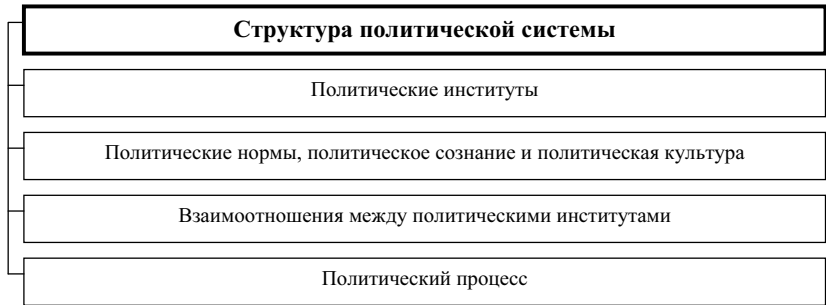 Структура политической системы
Политические институты
Политические нормы, политическое сознание и политическая культура
Взаимоотношения между политическими институтами
Политический процесс